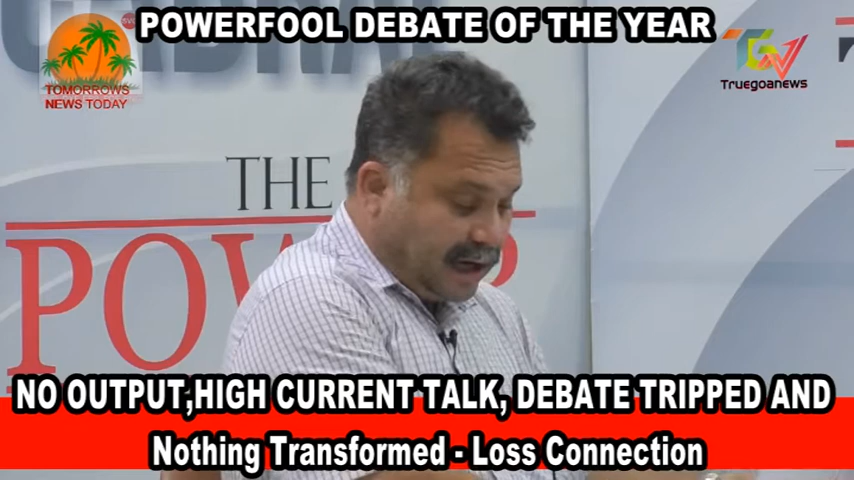 POWERFOOL DEBATE OF THE YEAR
TOMORROWS
NEWS TODAY
Truegoanews
THE
POW
NO OUTPUT,HIGH CURRENT TALK, DEBATE TRIPPED AND
Nothing Transformed - Loss Connection